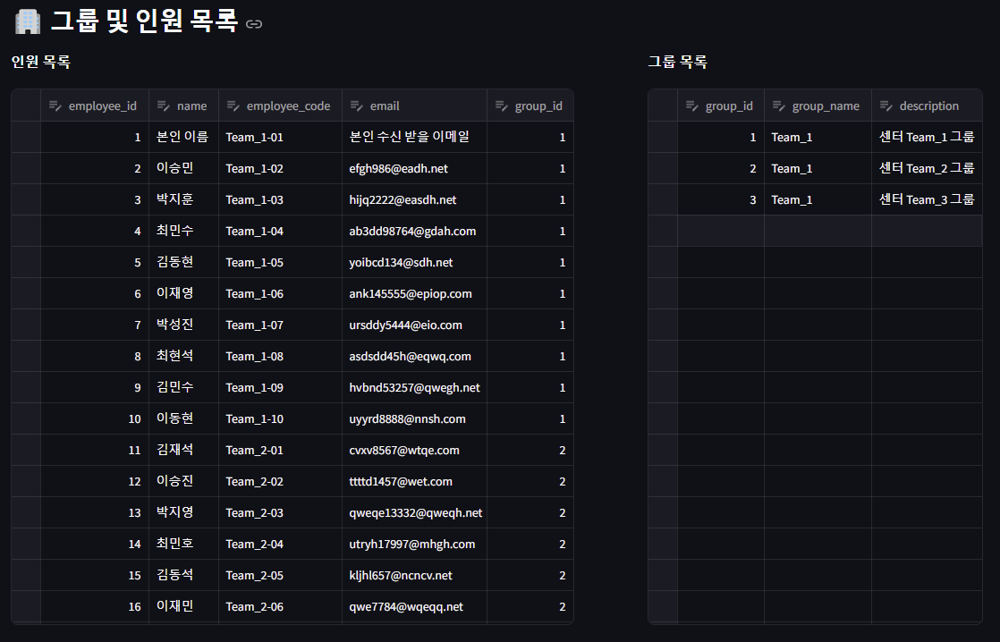 그룹 및 인원 목록
인원 목록
employee_id name employee_code email group_id
1 본인 이름 Team_1-01 본인 수신 받을 이메일 1
2 이승민 Team_1-02 efgh986@eadh.net 1
3 박지훈 Team_1-03 hijq2222@easdh.net 1
4 최민수 Team_1-04 ab3dd98764@gdah.com 1
5 김동현 Team_1-05 yoibcd134@sdh.net 1
6 이재영 Team_1-06 ank145555@epiop.com 1
7 박성진 Team_1-07 ursddy5444@eio.com 1
8 최현석 Team_1-08 asdsdd45h@eqwq.com 1
9 김민수 Team_1-09 hvbnd53257@qwegh.net 1
10 이동현 Team_1-10 uyyrd8888@nnsh.com 1
11 김재석 Team_2-01 cvxv8567@wtqe.com 2
12 이승진 Team_2-02 ttttd1457@wet.com 2
13 박지영 Team_2-03 qweqe13332@qweqh.net 2
14 최민호 Team_2-04 utryh17997@mhgh.com 2
15 김동석 Team_2-05 kljhl657@ncncv.net 2
16 이재민 Team_2-06 qwe7784@wqeqq.net 2
그룹 목록
group_id group_name description
1 Team_1 센터 Team_1 그룹
2 Team_1 센터 Team_2 그룹
3 Team_1 센터 Team_3 그룹